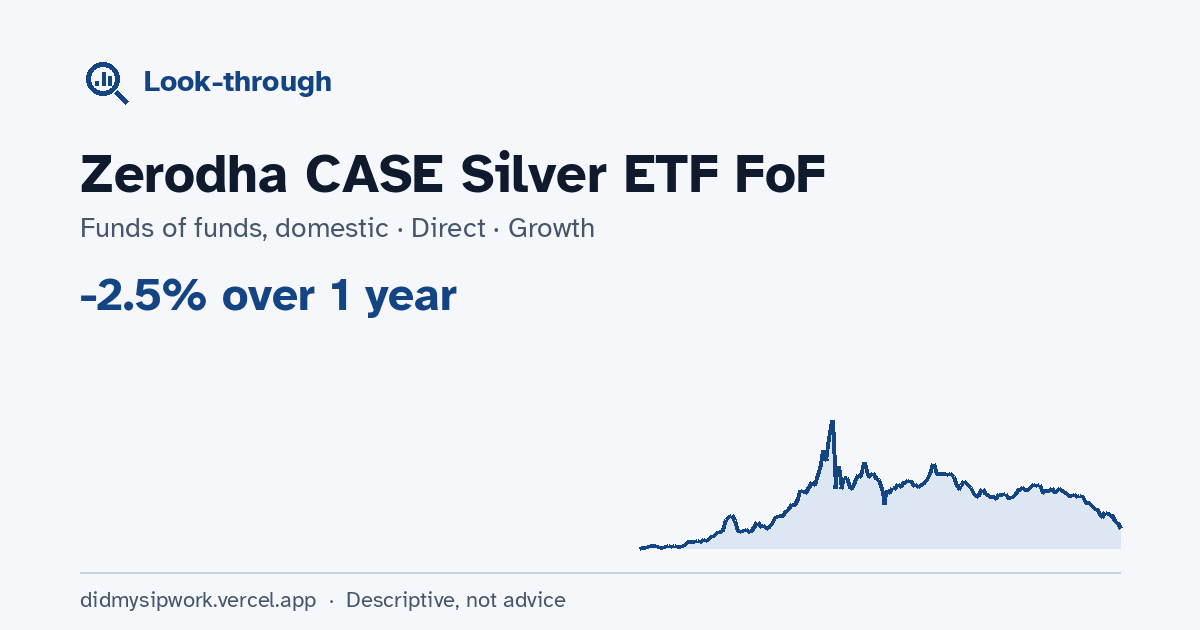 Look-through
Zerodha CASE Silver ETF FoF
Funds of funds, domestic · Direct · Growth
-2.5% over 1 year
didmysipwork.vercel.app · Descriptive, not advice